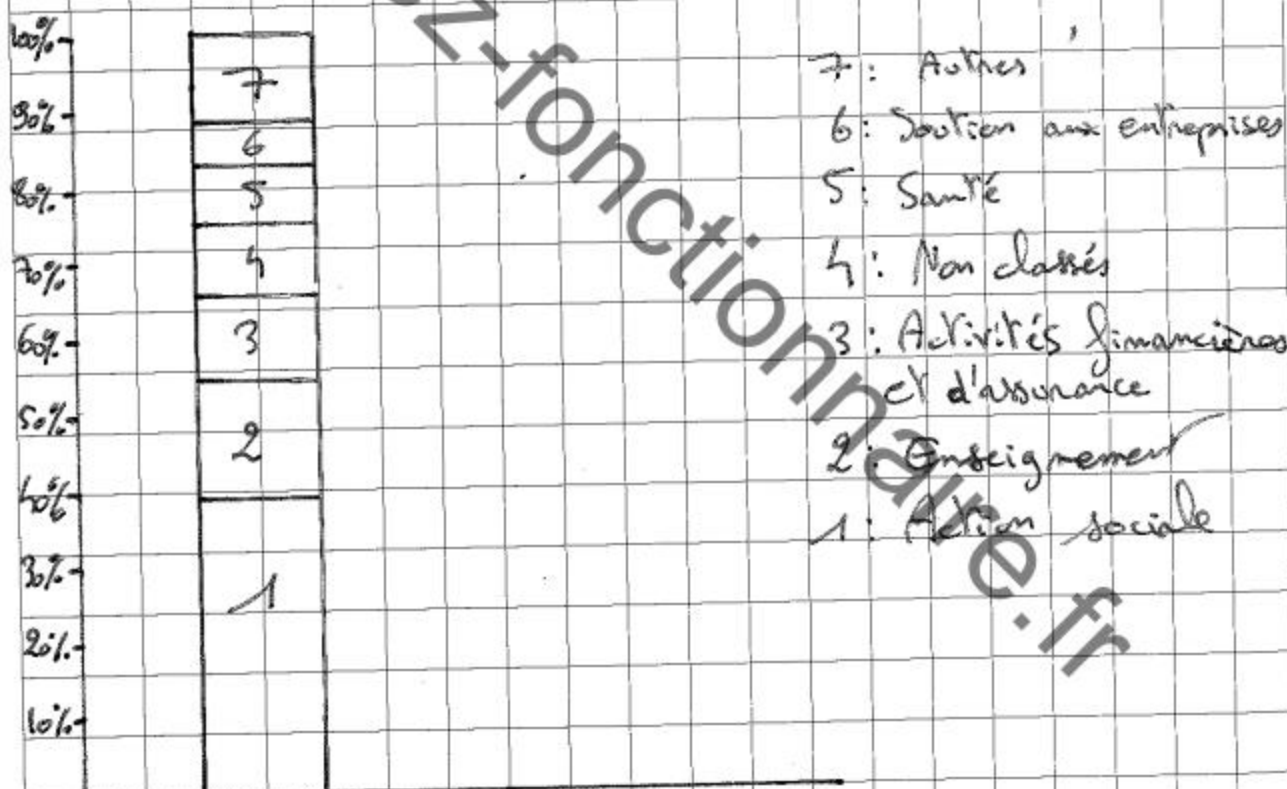 100%
90%
80%
70%
60%
50%
40%
30%
20%
10%
7
6
5
4
3
2
1
7: Autres
6: Soutien aux entreprises
5: Santé
4: Non classés
3: Activités financières
et d'assurance
2: Enseignement
1: Action sociale
ez-fonctionnaire.fr